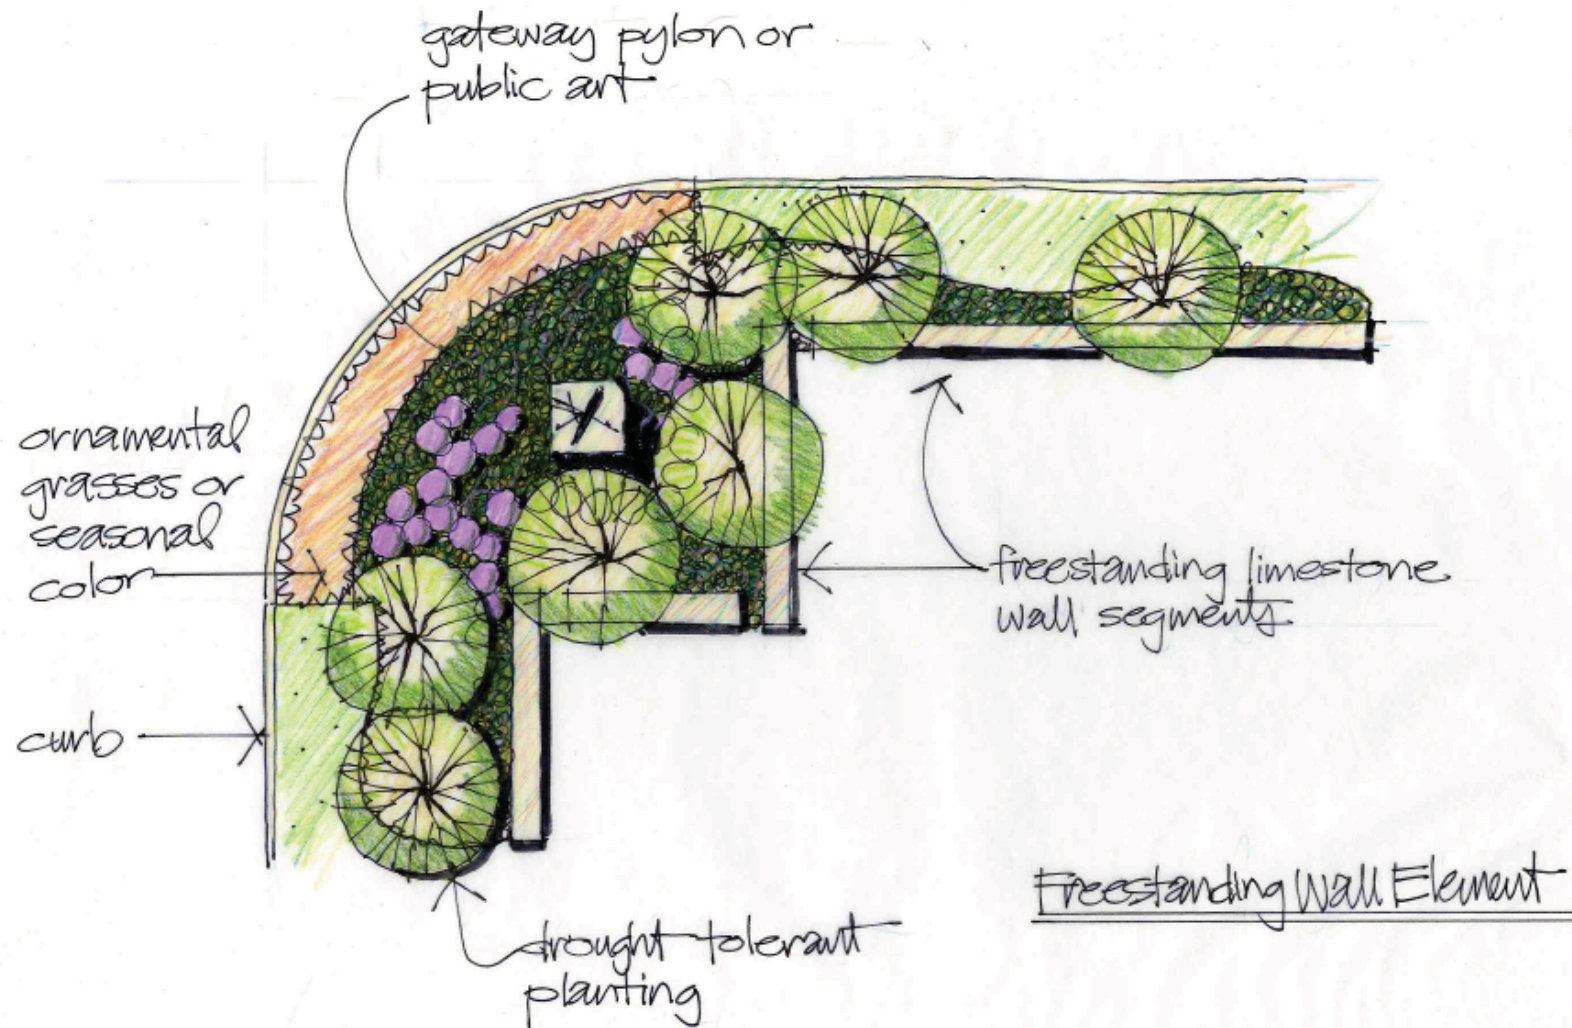 gateway pylon or
public art
ornamental
grasses or
seasonal
color
curb
freestanding limestone
wall segments
drought tolerant
planting
Freestanding Wall Element